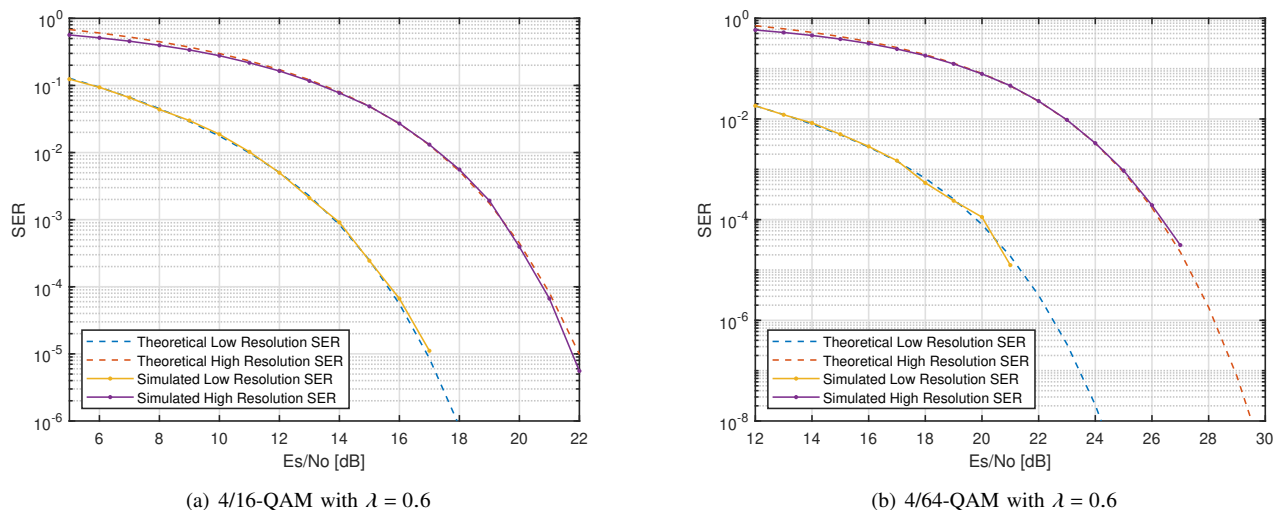 10^0
10^-1
10^-2
10^-3
10^-4
10^-5
10^-6
SER
6 8 10 12 14 16 18 20 22
Es/No [dB]
Theoretical Low Resolution SER
Theoretical High Resolution SER
Simulated Low Resolution SER
Simulated High Resolution SER
(a) 4/16-QAM with λ = 0.6
10^0
10^-2
10^-4
10^-6
10^-8
SER
12 14 16 18 20 22 24 26 28 30
Es/No [dB]
Theoretical Low Resolution SER
Theoretical High Resolution SER
Simulated Low Resolution SER
Simulated High Resolution SER
(b) 4/64-QAM with λ = 0.6